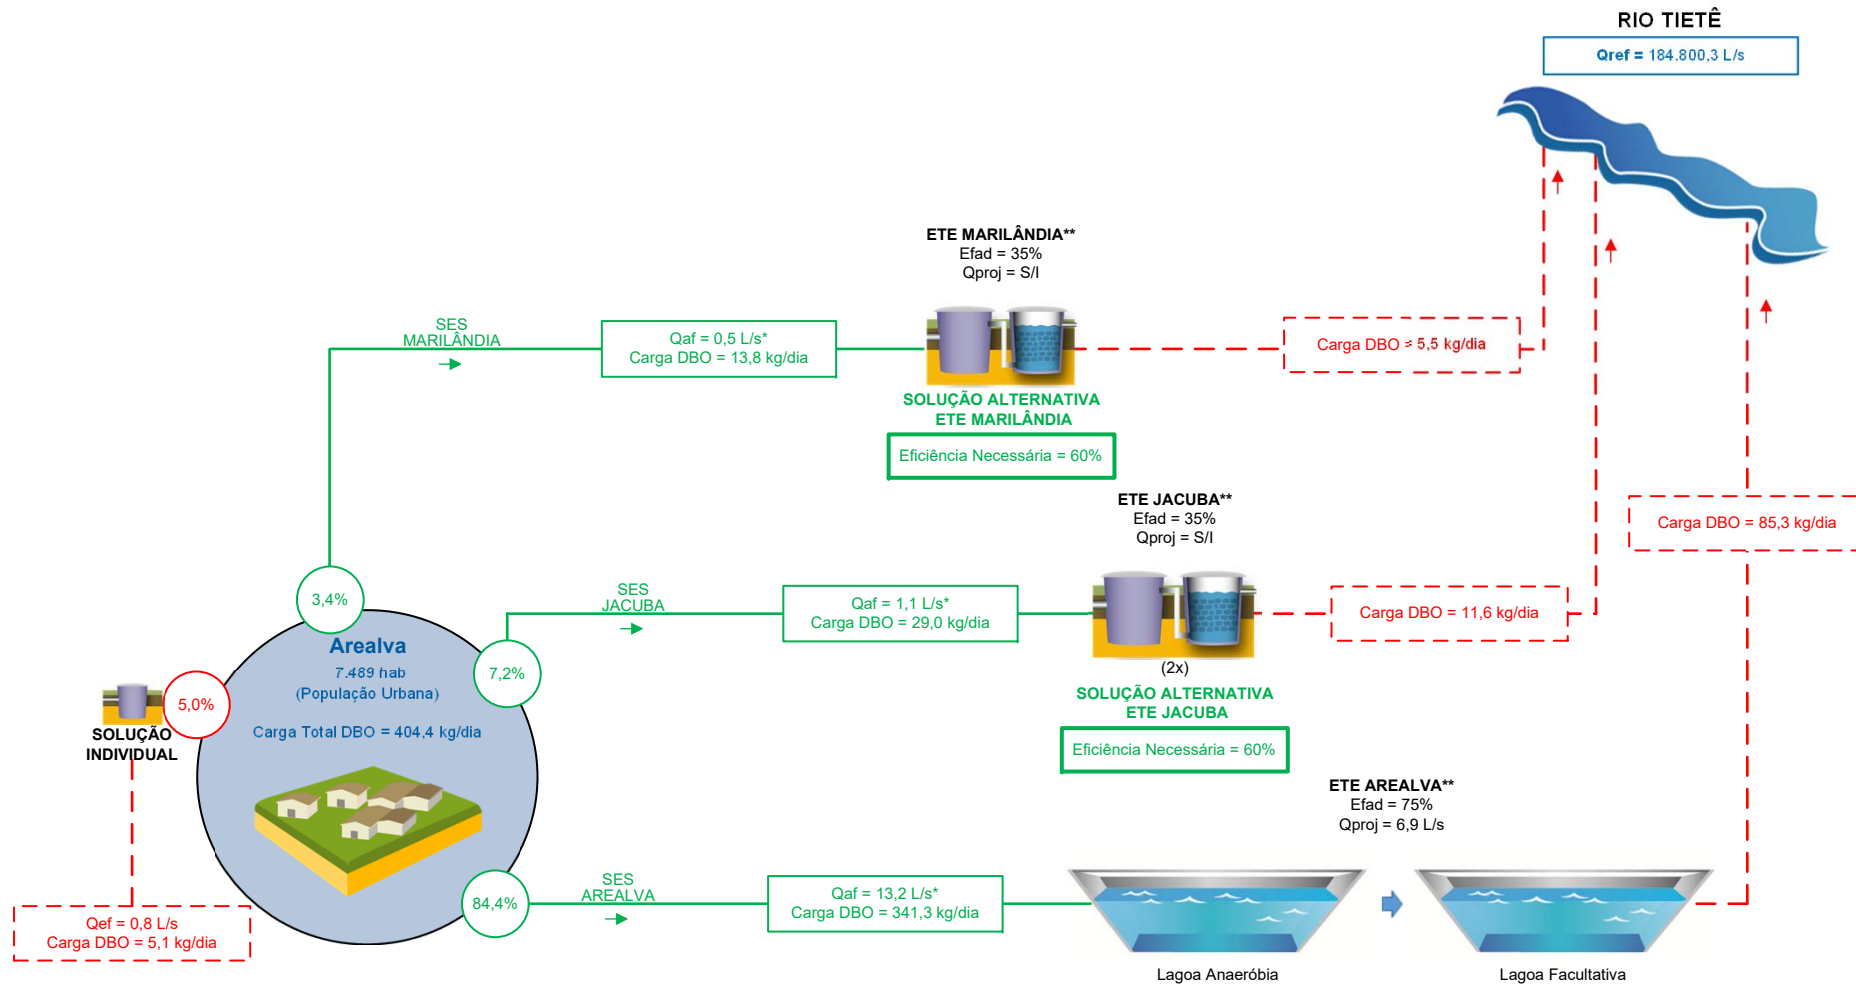 RIO TIETÊ
Qref = 184.800,3 L/s
ETE MARILÂNDIA**
Efad = 35%
Qproj = S/I
SES
MARILÂNDIA
Qaf = 0,5 L/s*
Carga DBO = 13,8 kg/dia
Carga DBO = 5,5 kg/dia
SOLUÇÃO ALTERNATIVA
ETE MARILÂNDIA
Eficiência Necessária = 60%
ETE JACUBA**
Efad = 35%
Qproj = S/I
Carga DBO = 85,3 kg/dia
3,4%
SES
JACUBA
Qaf = 1,1 L/s*
Carga DBO = 29,0 kg/dia
Carga DBO = 11,6 kg/dia
(2x)
SOLUÇÃO ALTERNATIVA
ETE JACUBA
Eficiência Necessária = 60%
Arealva
7.489 hab
(População Urbana)
Carga Total DBO = 404,4 kg/dia
7,2%
5,0%
SOLUÇÃO
INDIVIDUAL
ETE AREALVA**
Efad = 75%
Qproj = 6,9 L/s
84,4%
SES
AREALVA
Qaf = 13,2 L/s*
Carga DBO = 341,3 kg/dia
Qef = 0,8 L/s
Carga DBO = 5,1 kg/dia
Lagoa Anaeróbia
Lagoa Facultativa